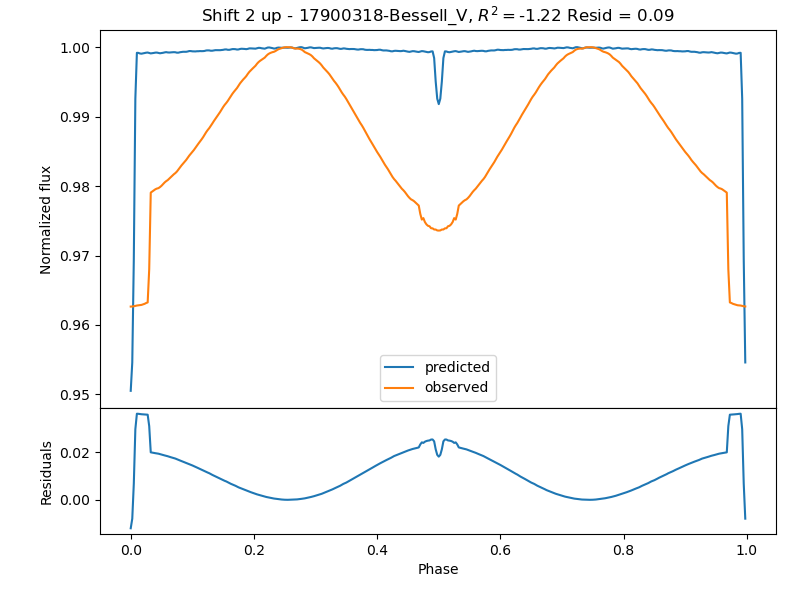 Shift 2 up - 17900318-Bessell_V, R² = -1.22 Resid = 0.09
Normalized flux
1.00
0.99
0.98
0.97
0.96
0.95
predicted
observed
Residuals
0.02
0.00
0.0 0.2 0.4 0.6 0.8 1.0
Phase